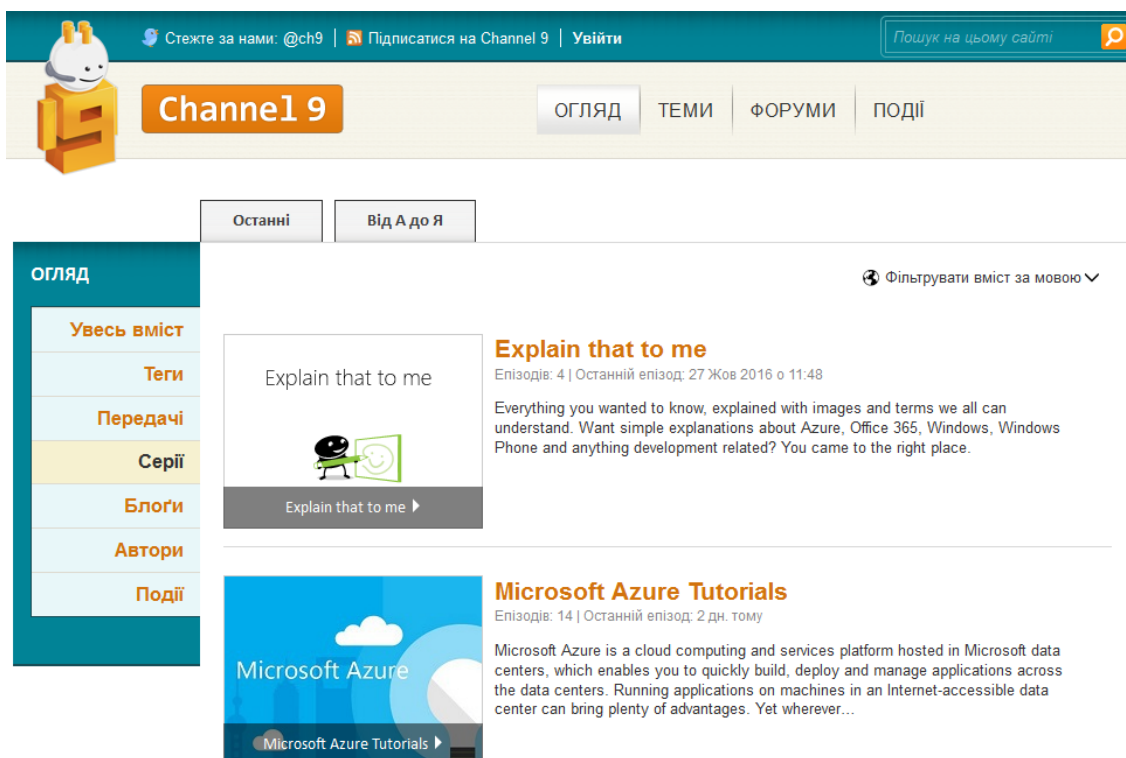 Стежте за нами: @ch9 | Підписатися на Channel 9 | Увійти
Пошук на цьому сайті
9
Channel 9
ОГЛЯД ТЕМИ ФОРУМИ ПОДІЇ
Останні Від А до Я
ОГЛЯД
Фільтрувати вміст за мовою
Увесь вміст
Теги
Передачі
Серії
Блоґи
Автори
Події
Explain that to me
Explain that to me
Explain that to me
Епізодів: 4 | Останній епізод: 27 Жов 2016 о 11:48
Everything you wanted to know, explained with images and terms we all can
understand. Want simple explanations about Azure, Office 365, Windows, Windows
Phone and anything development related? You came to the right place.
Microsoft Azure
Microsoft Azure Tutorials
Microsoft Azure Tutorials
Епізодів: 14 | Останній епізод: 2 дн. тому
Microsoft Azure is a cloud computing and services platform hosted in Microsoft data
centers, which enables you to quickly build, deploy and manage applications across
the data centers. Running applications on machines in an Internet-accessible data
center can bring plenty of advantages. Yet wherever...